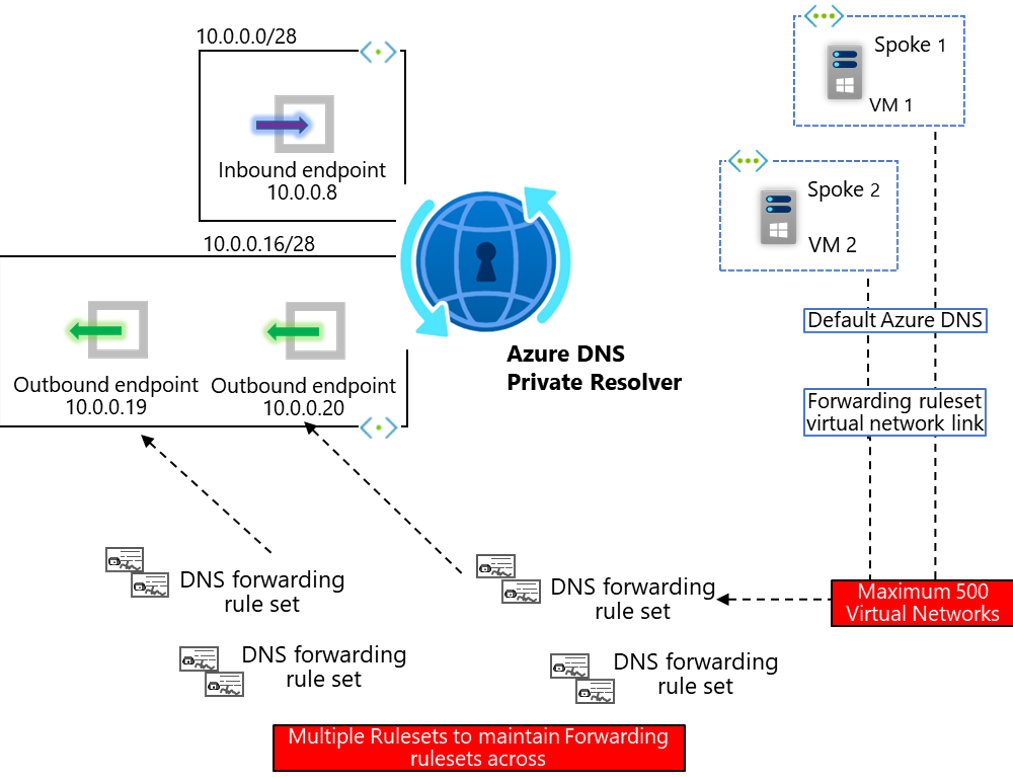 10.0.0.0/28
Inbound endpoint
10.0.0.8
Spoke 1
VM 1
Spoke 2
VM 2
10.0.0.16/28
Outbound endpoint
10.0.0.19
Outbound endpoint
10.0.0.20
Azure DNS
Private Resolver
Default Azure DNS
Forwarding ruleset
virtual network link
DNS forwarding
rule set
DNS forwarding
rule set
Maximum 500
Virtual Networks
DNS forwarding
rule set
DNS forwarding
rule set
Multiple Rulesets to maintain Forwarding
rulesets across